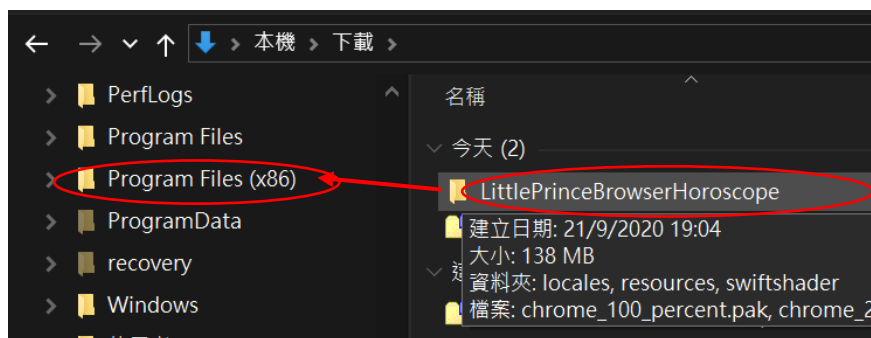 本機 > 下載 >
PerfLogs
Program Files
Program Files (x86)
ProgramData
recovery
Windows
名稱
今天 (2)
LittlePrinceBrowserHoroscope
建立日期: 21/9/2020 19:04
大小: 138 MB
資料夾: locales, resources, swiftshader
檔案: chrome_100_percent.pak, chrome_2